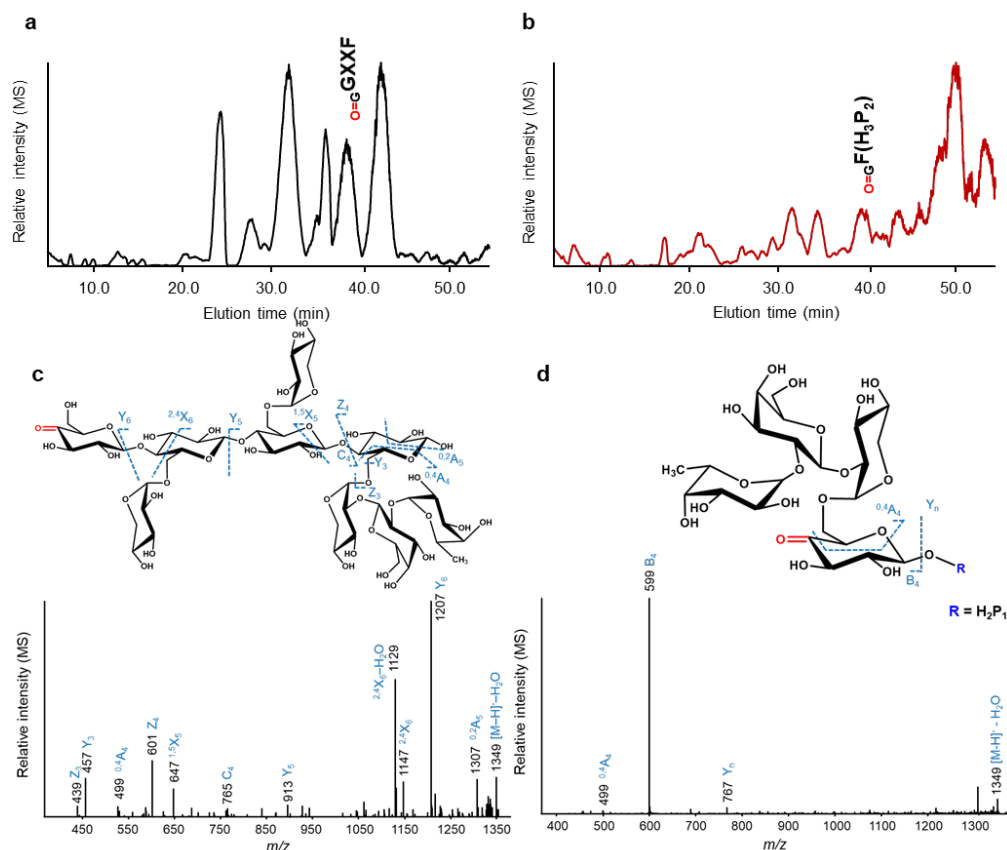 a
Relative intensity (MS)
O=GGXXF
10.0 20.0 30.0 40.0 50.0
Elution time (min)
b
Relative intensity (MS)
O=GF(H3P2)
10.0 20.0 30.0 40.0 50.0
Elution time (min)
c
Y6
2,4X6
Y5
1,5X5
Z4
C4
Y3
Z3
0,2A5
0,4A4
Relative intensity (MS)
439 Z3
457 Y3
499 0,4A4
601 Z4
647 1,5X5
765 C4
913 Y5
1129 2,4X6–H2O
1147 2,4X6
1207 Y6
1307 0,2A5
1349 [M–H]-–H2O
450 550 650 750 850 950 1050 1150 1250 1350
m/z
d
OH
HO
H3C
O
0,4A4
Yn
B4
R
R = H2P1
Relative intensity (MS)
499 0,4A4
599 B4
767 Yn
1349 [M-H]- - H2O
400 500 600 700 800 900 1000 1100 1200 1300
m/z